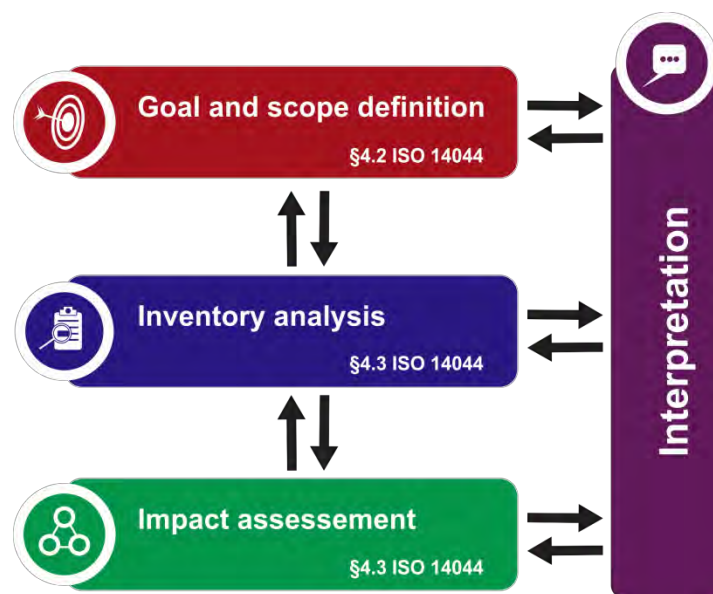 Goal and scope definition
§4.2 ISO 14044
Inventory analysis
§4.3 ISO 14044
Impact assessement
§4.3 ISO 14044
Interpretation